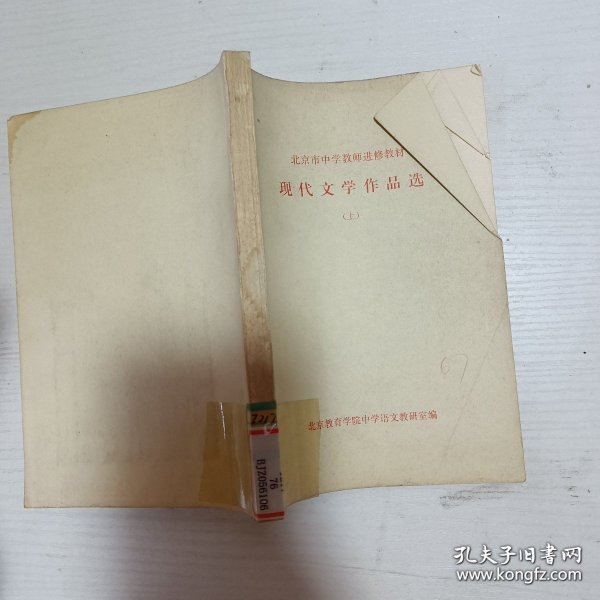 北京市中学教师进修教材
现代文学作品选
(上)
67
北京教育学院中学语文教研室编
76
BJZ056106
孔夫子旧书网
www.kongfz.com